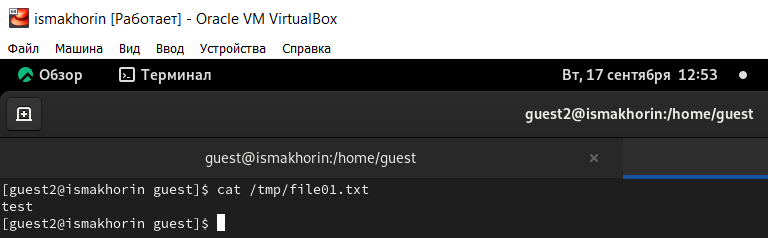 ismakhorin [Работает] - Oracle VM VirtualBox
Файл Машина Вид Ввод Устройства Справка
Обзор Терминал Вт, 17 сентября 12:53
guest2@ismakhorin:/home/guest
guest@ismakhorin:/home/guest ×
[guest2@ismakhorin guest]$ cat /tmp/file01.txt
test
[guest2@ismakhorin guest]$